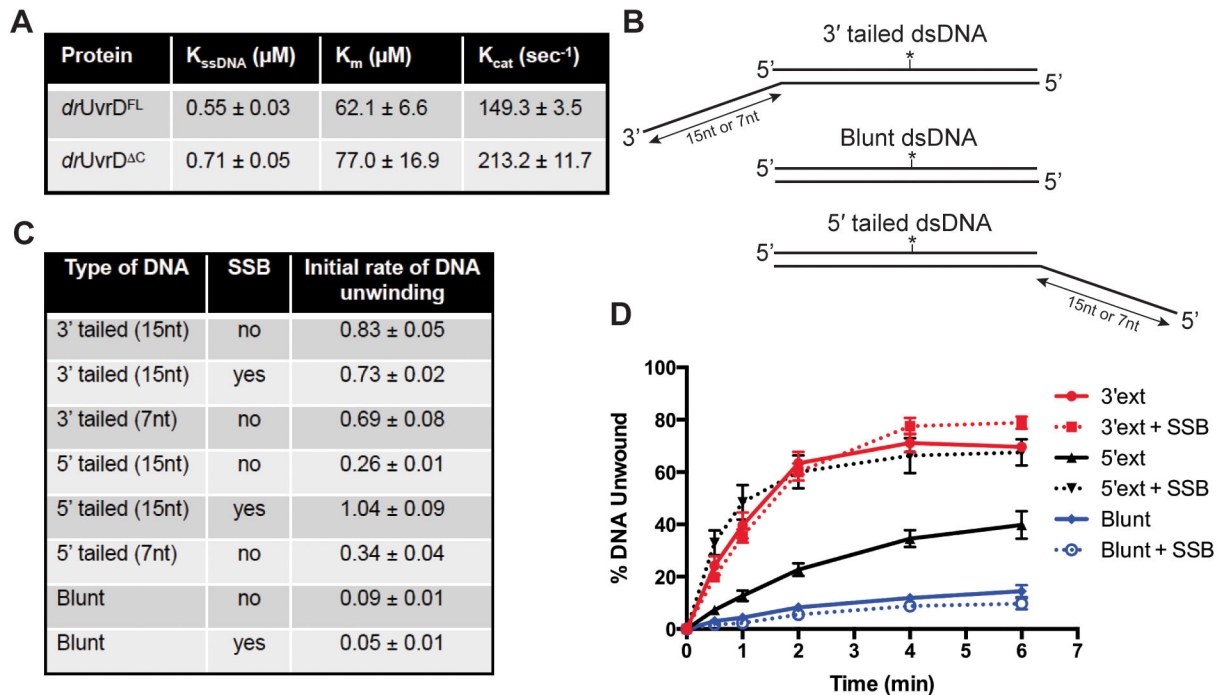 A
Protein K_ssDNA (µM) K_m (µM) K_cat (sec⁻¹)
drUvrD^FL 0.55 ± 0.03 62.1 ± 6.6 149.3 ± 3.5
drUvrD^ΔC 0.71 ± 0.05 77.0 ± 16.9 213.2 ± 11.7
B
3′ tailed dsDNA
*
5’
5’
3’
15nt or 7nt
Blunt dsDNA
*
5’
5’
5′ tailed dsDNA
*
5’
15nt or 7nt
5’
C
Type of DNA SSB Initial rate of DNA
unwinding
3’ tailed (15nt) no 0.83 ± 0.05
3’ tailed (15nt) yes 0.73 ± 0.02
3’ tailed (7nt) no 0.69 ± 0.08
5’ tailed (15nt) no 0.26 ± 0.01
5’ tailed (15nt) yes 1.04 ± 0.09
5’ tailed (7nt) no 0.34 ± 0.04
Blunt no 0.09 ± 0.01
Blunt yes 0.05 ± 0.01
D
% DNA Unwound
100
80
60
40
20
0
0 1 2 3 4 5 6 7
Time (min)
3'ext
3'ext + SSB
5'ext
5'ext + SSB
Blunt
Blunt + SSB